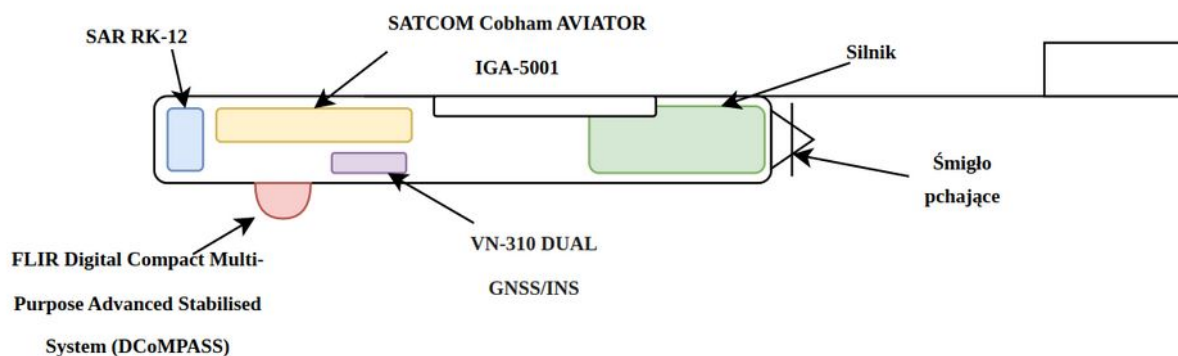 SATCOM Cobham AVIATOR
IGA-5001
SAR RK-12
Silnik
Śmigło
pchające
VN-310 DUAL
GNSS/INS
FLIR Digital Compact Multi-
Purpose Advanced Stabilised
System (DCoMPASS)